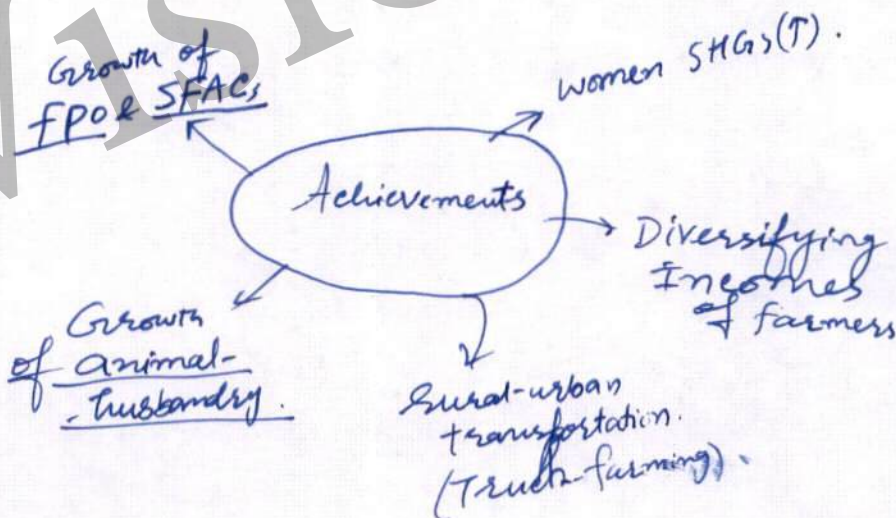 Growth of
FPO & SFACs
women SHGs(↑).
Achievements
Diversifying
Incomes
of farmers
Growth
of animal-
-husbandry.
Rural-urban
transportation.
(Truck-farming).